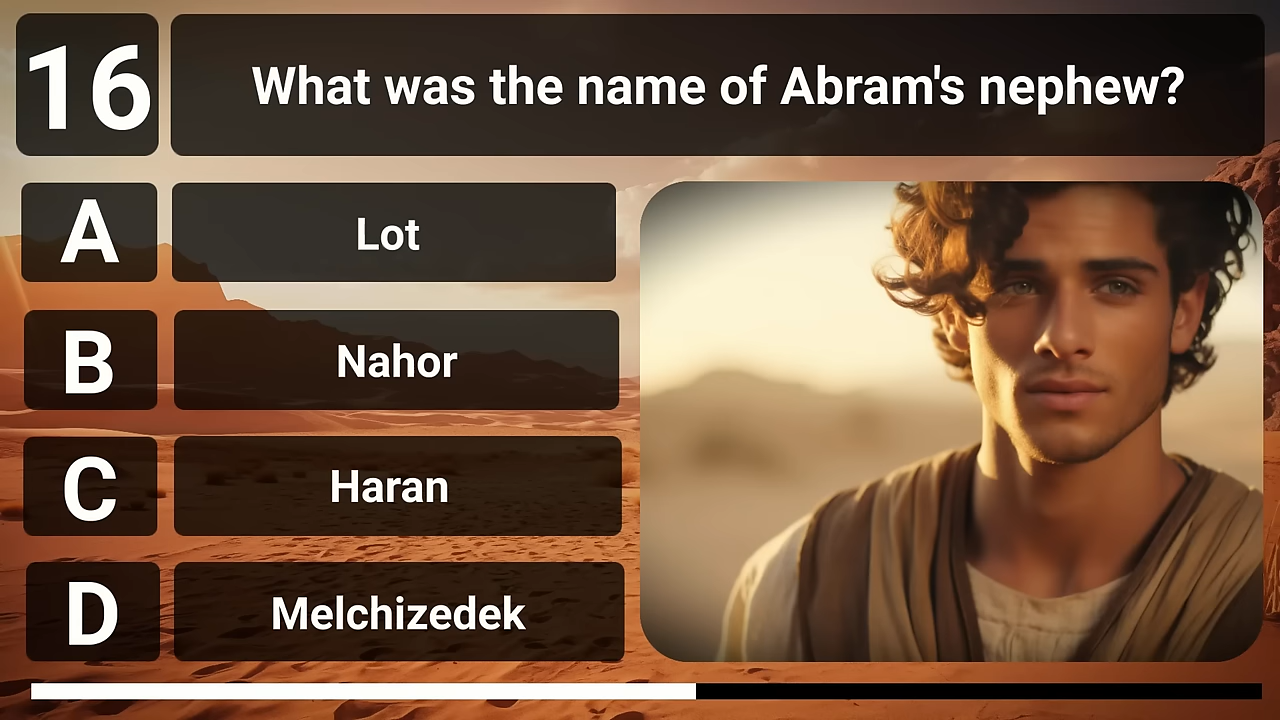 16
What was the name of Abram's nephew?
A
Lot
B
Nahor
C
Haran
D
Melchizedek